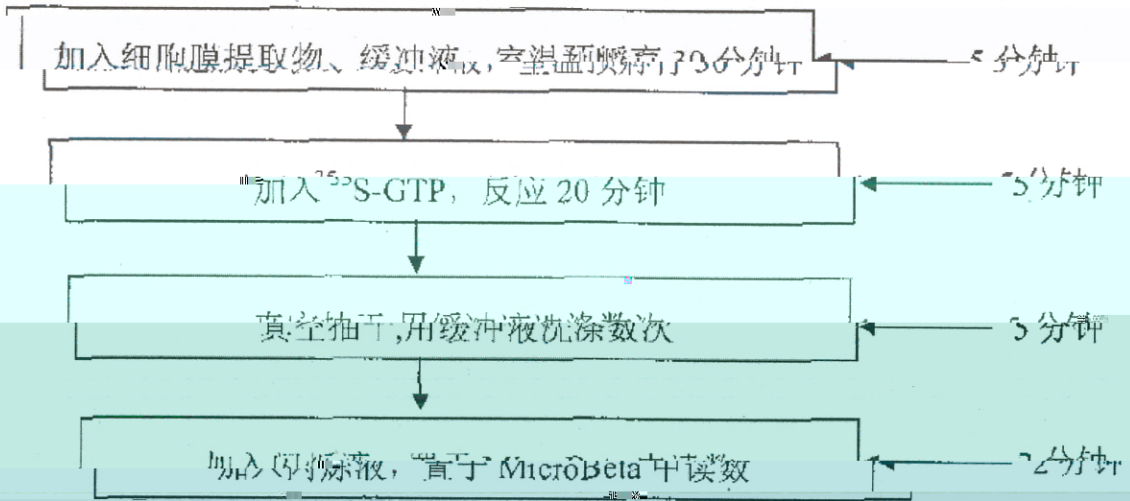 加入细胞膜提取物、缓冲液，室温预孵育30分钟
5分钟
加入³⁵S-GTP，反应20分钟
5分钟
真空抽干,用缓冲液洗涤数次
5分钟
加入闪烁液，置于MicroBeta中读数
2分钟